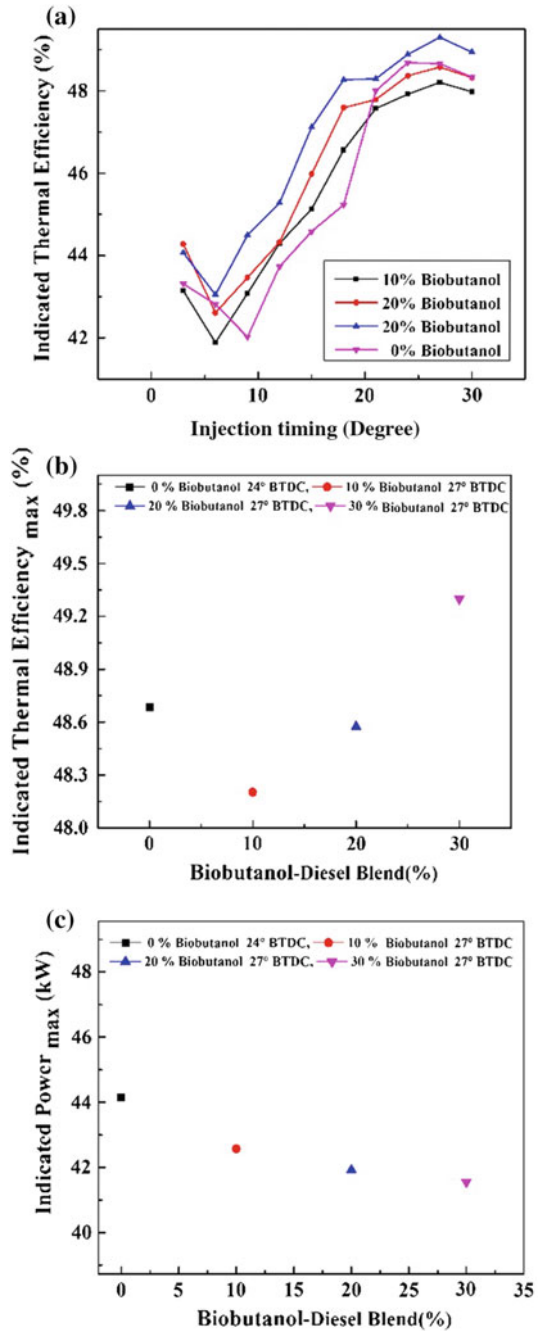 (a)
Indicated Thermal Efficiency (%)
48
46
44
42
10% Biobutanol
20% Biobutanol
20% Biobutanol
0% Biobutanol
0
10
20
30
Injection timing (Degree)
(b)
Indicated Thermal Efficiency max (%)
0 % Biobutanol 24° BTDC, 10 % Biobutanol 27° BTDC
20 % Biobutanol 27° BTDC, 30 % Biobutanol 27° BTDC
49.8
49.5
49.2
48.9
48.6
48.3
48.0
0
10
20
30
Biobutanol-Diesel Blend(%)
(c)
Indicated Power max (kW)
0 % Biobutanol 24° BTDC, 10 % Biobutanol 27° BTDC
20 % Biobutanol 27° BTDC, 30 % Biobutanol 27° BTDC
48
46
44
42
40
0
5
10
15
20
25
30
35
Biobutanol-Diesel Blend(%)